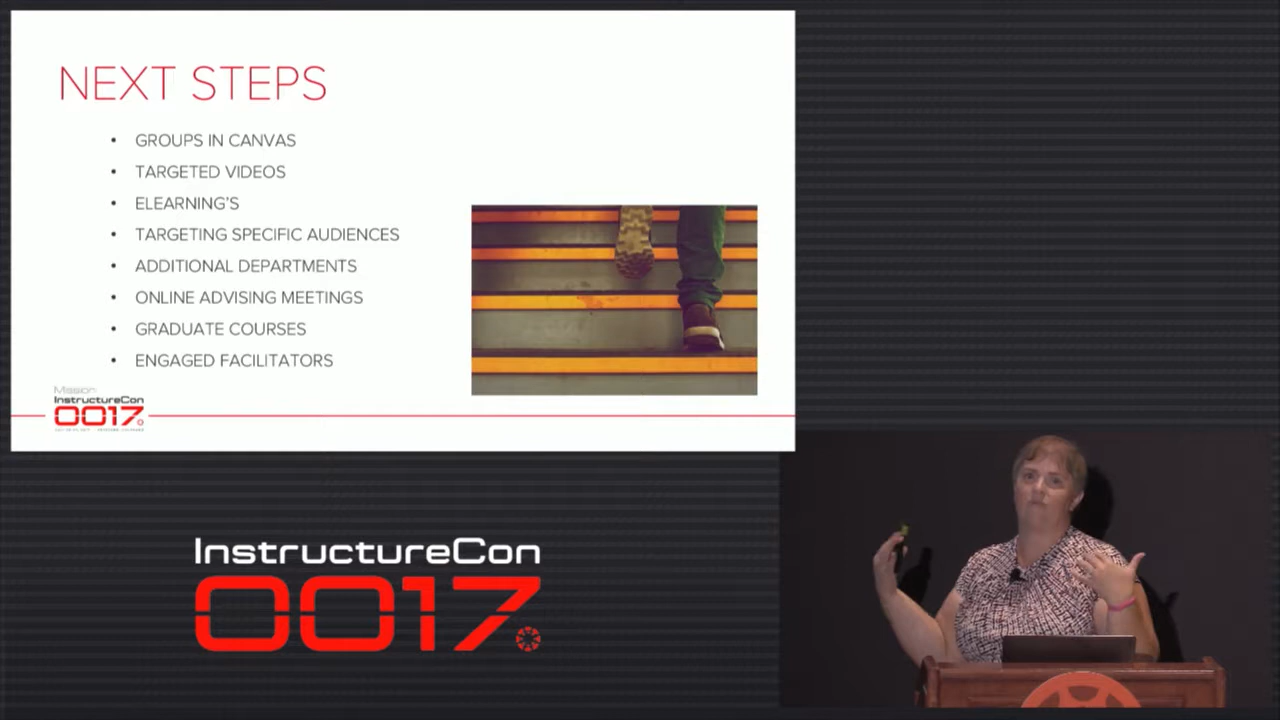 NEXT STEPS
• GROUPS IN CANVAS
• TARGETED VIDEOS
• ELEARNING'S
• TARGETING SPECIFIC AUDIENCES
• ADDITIONAL DEPARTMENTS
• ONLINE ADVISING MEETINGS
• GRADUATE COURSES
• ENGAGED FACILITATORS
Mission:
InstructureCon
0017
InstructureCon
0017